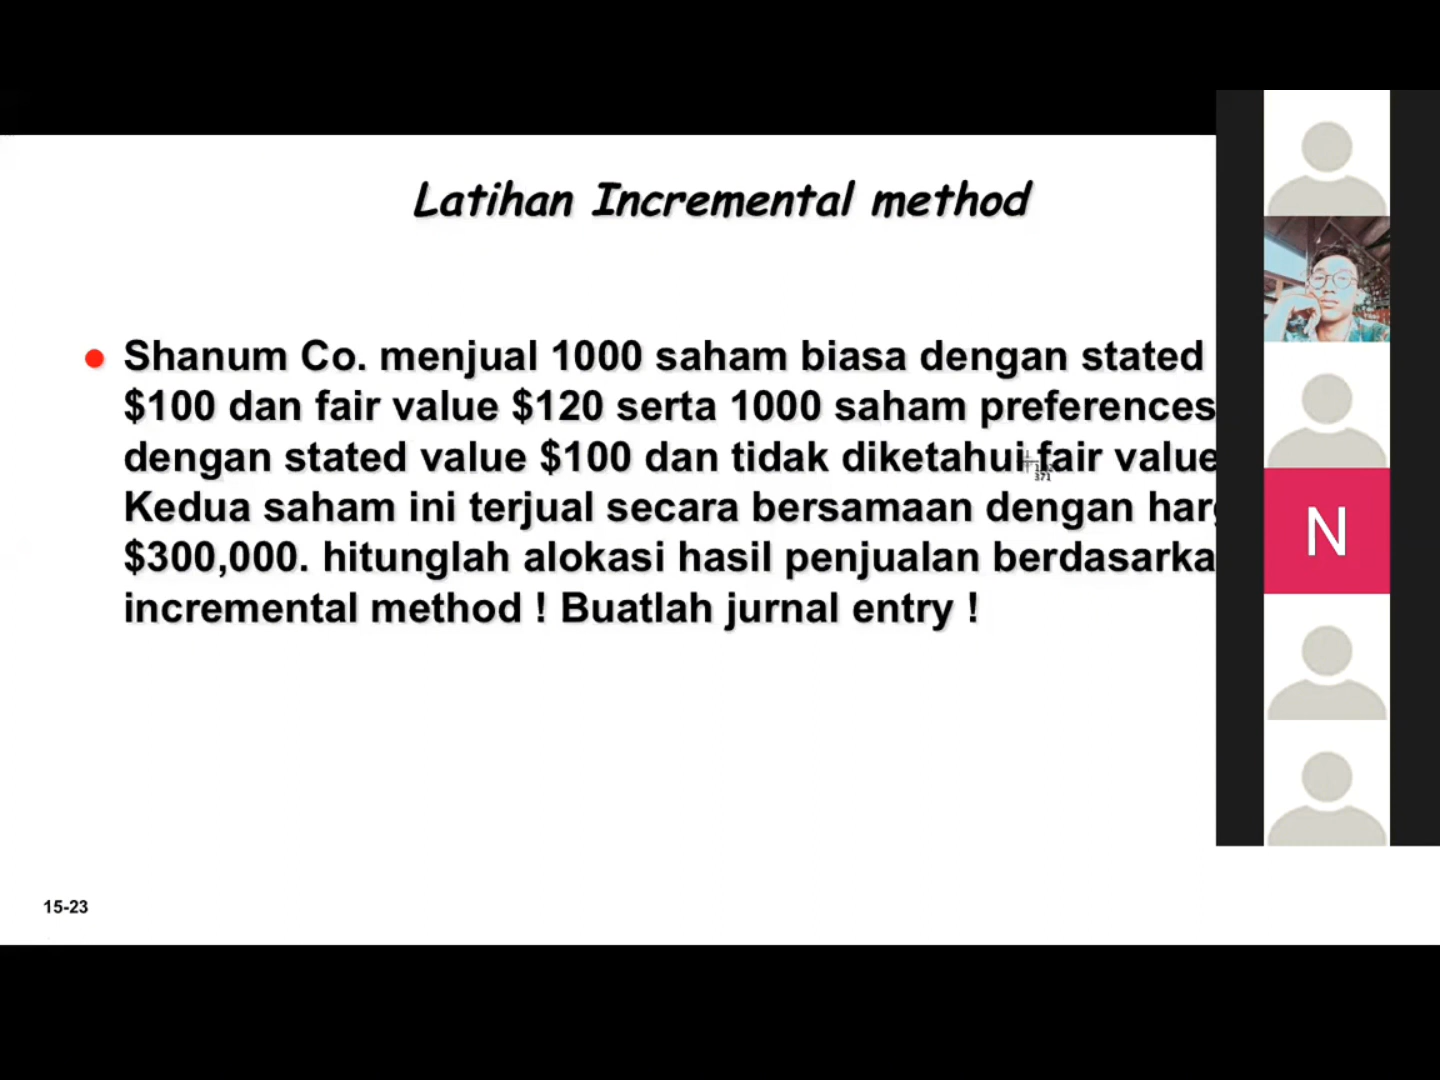 Latihan Incremental method
Shanum Co. menjual 1000 saham biasa dengan stated
$100 dan fair value $120 serta 1000 saham preferences
dengan stated value $100 dan tidak diketahui fair value
Kedua saham ini terjual secara bersamaan dengan
$300,000. hitunglah alokasi hasil penjualan
incremental method ! Buatlah jurnal entry !
N
15-23